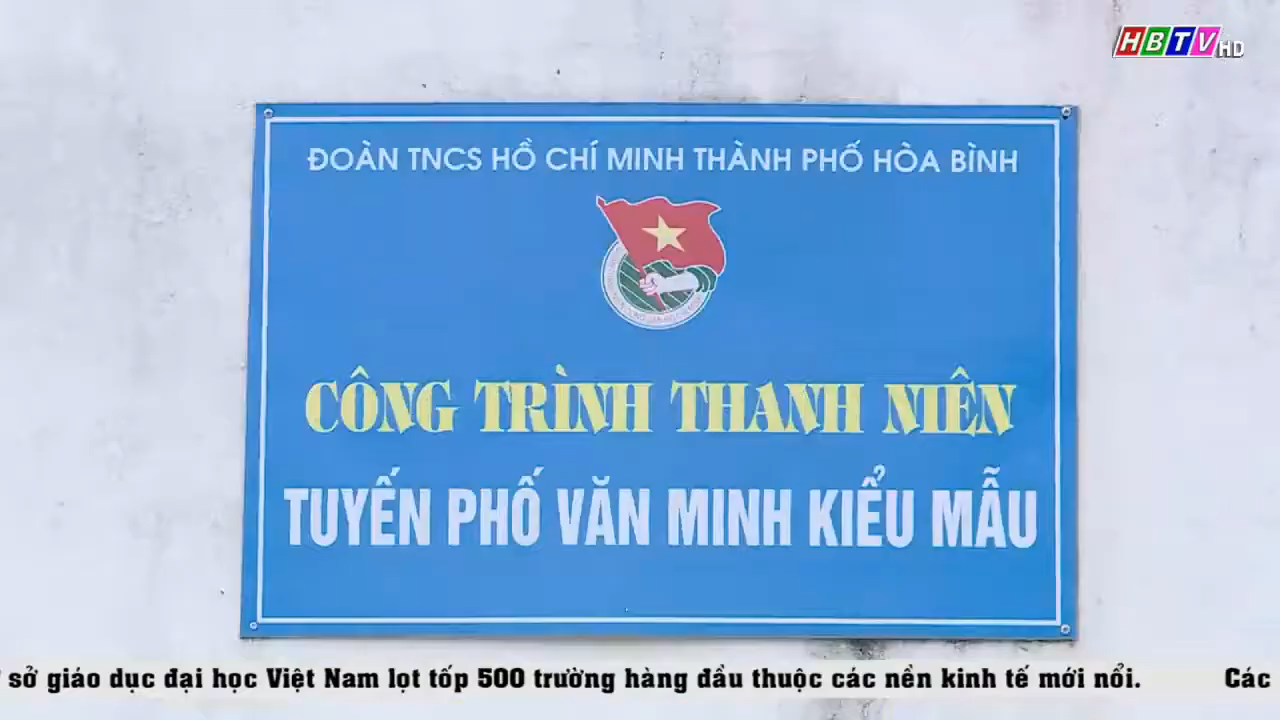 HBTV HD
ĐOÀN TNCS HỒ CHÍ MINH THÀNH PHỐ HÒA BÌNH
CÔNG TRÌNH THANH NIÊN
TUYẾN PHỐ VĂN MINH KIỂU MẪU
sở giáo dục đại học Việt Nam lọt tốp 500 trường hàng đầu thuộc các nền kinh tế mới nổi. Các